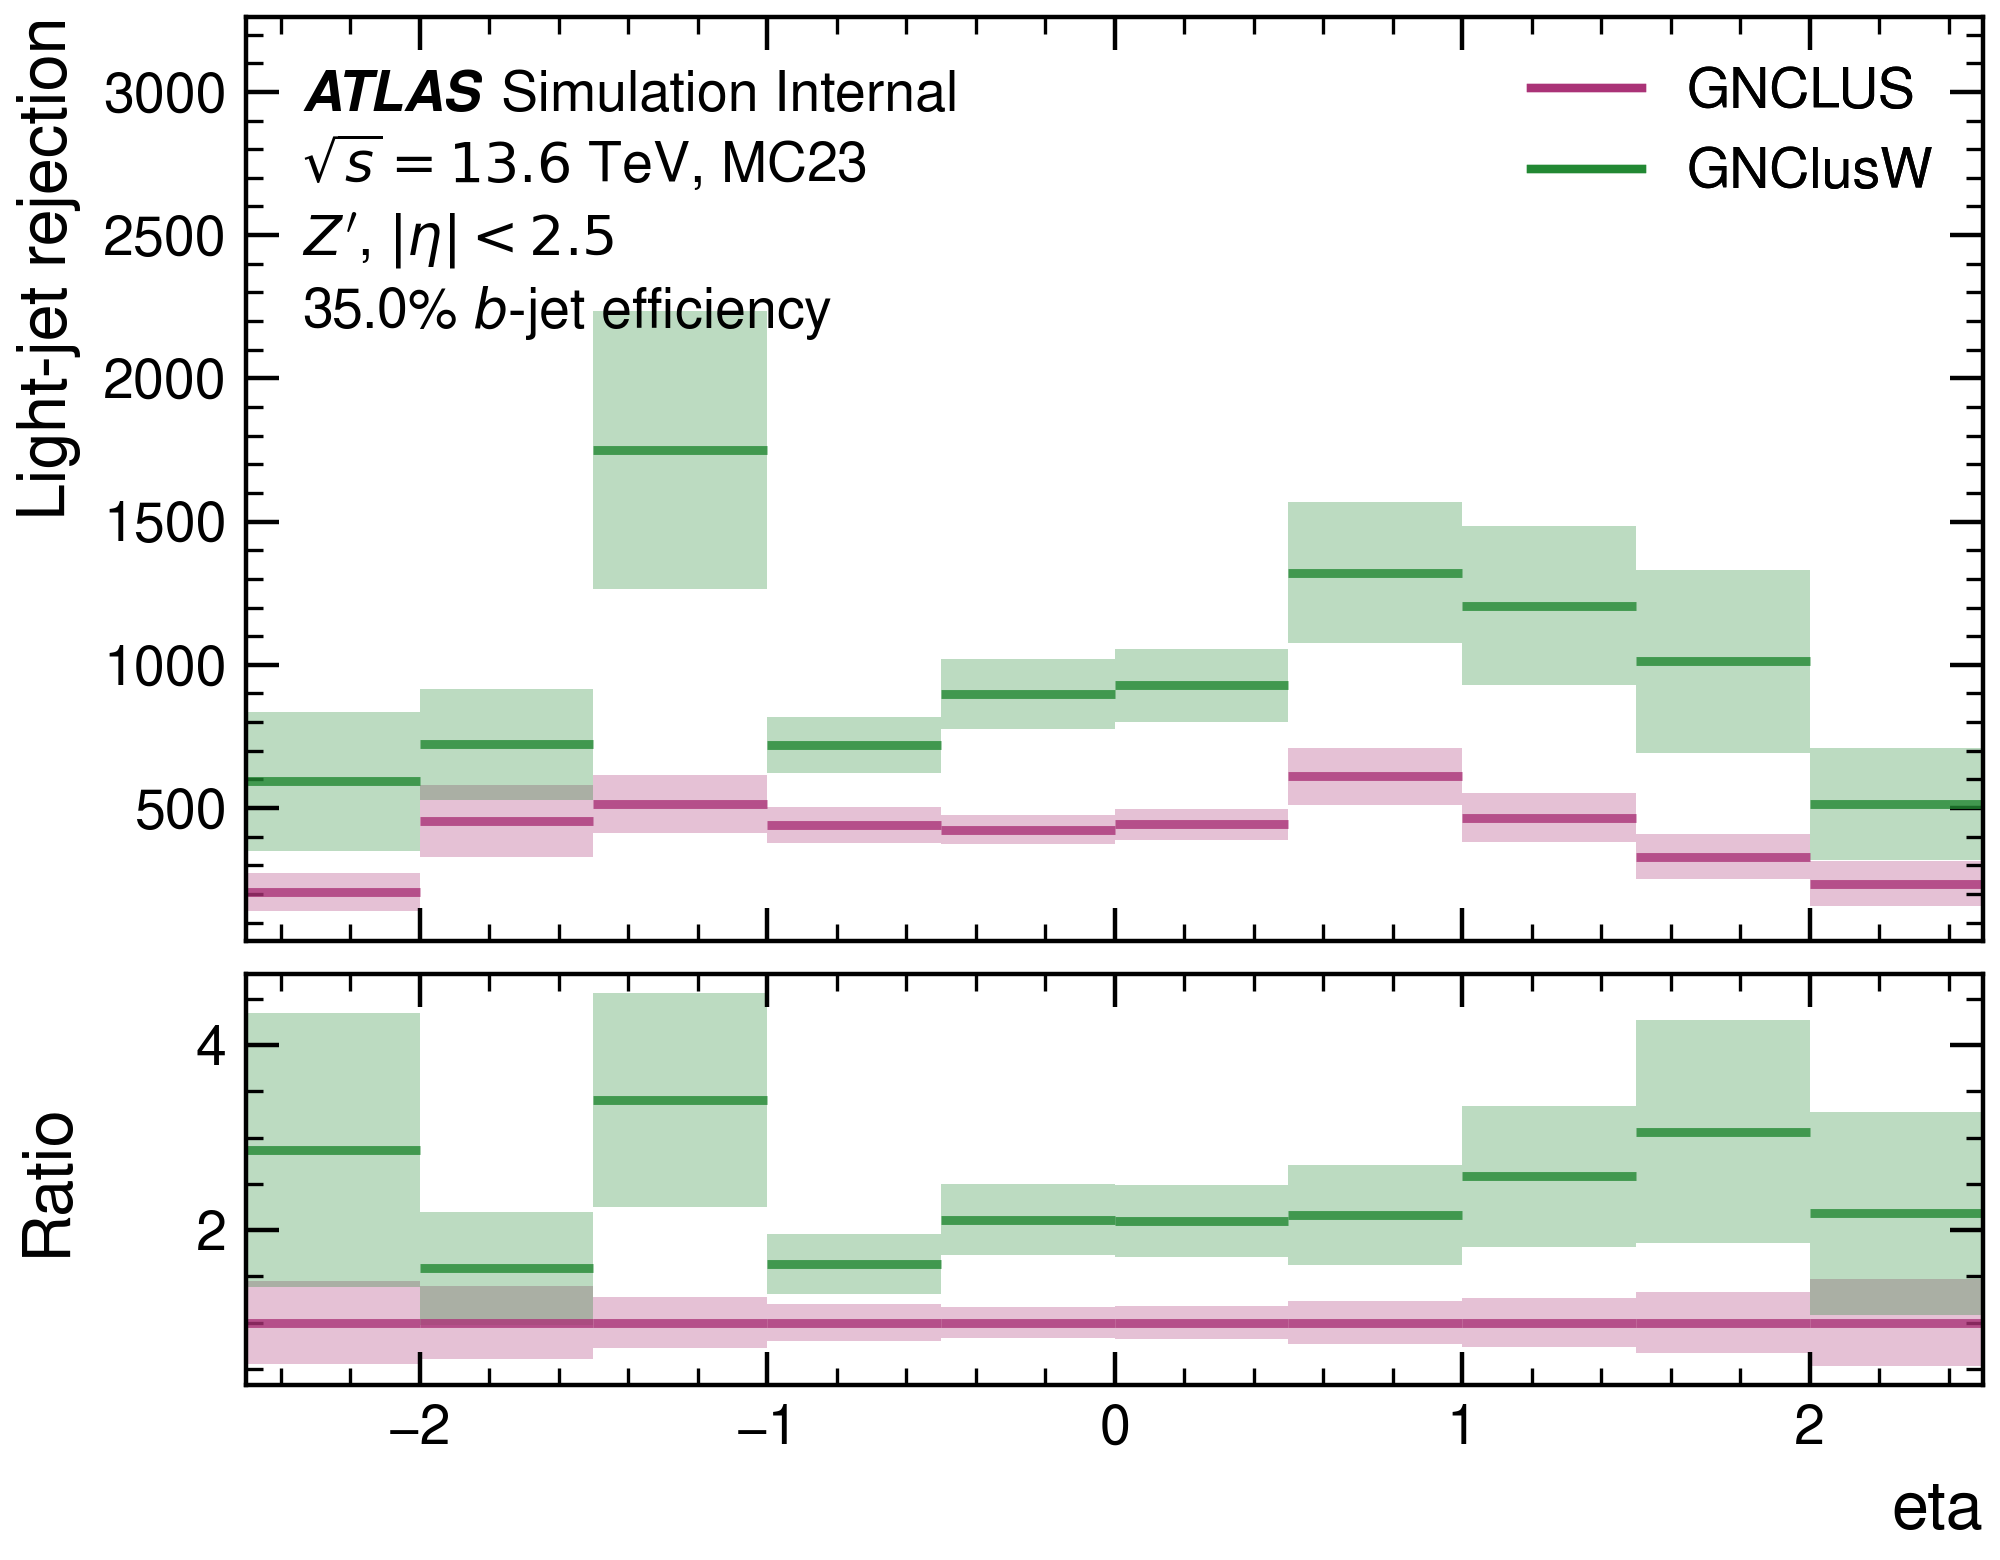 Light-jet rejection
3000
2500
2000
1500
1000
500
ATLAS Simulation Internal
√s = 13.6 TeV, MC23
Z′, |η| < 2.5
35.0% b-jet efficiency
GNCLUS
GNClusW
Ratio
4
2
−2 −1 0 1 2
eta